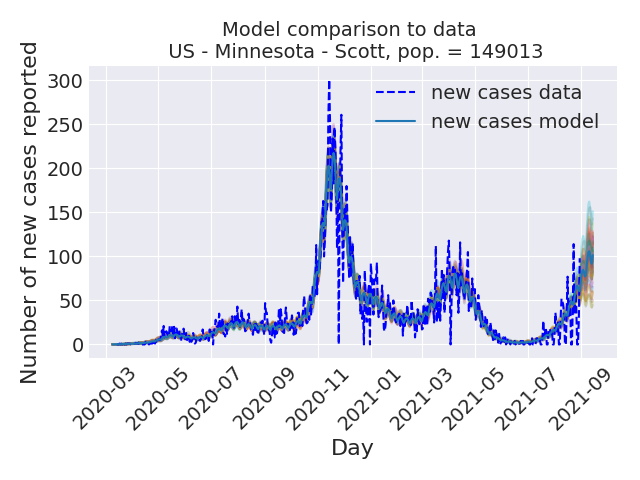 Model comparison to data
US - Minnesota - Scott, pop. = 149013
Number of new cases reported
300
250
200
150
100
50
0
new cases data
new cases model
2020-03
2020-05
2020-07
2020-09
2020-11
2021-01
2021-03
2021-05
2021-07
2021-09
Day